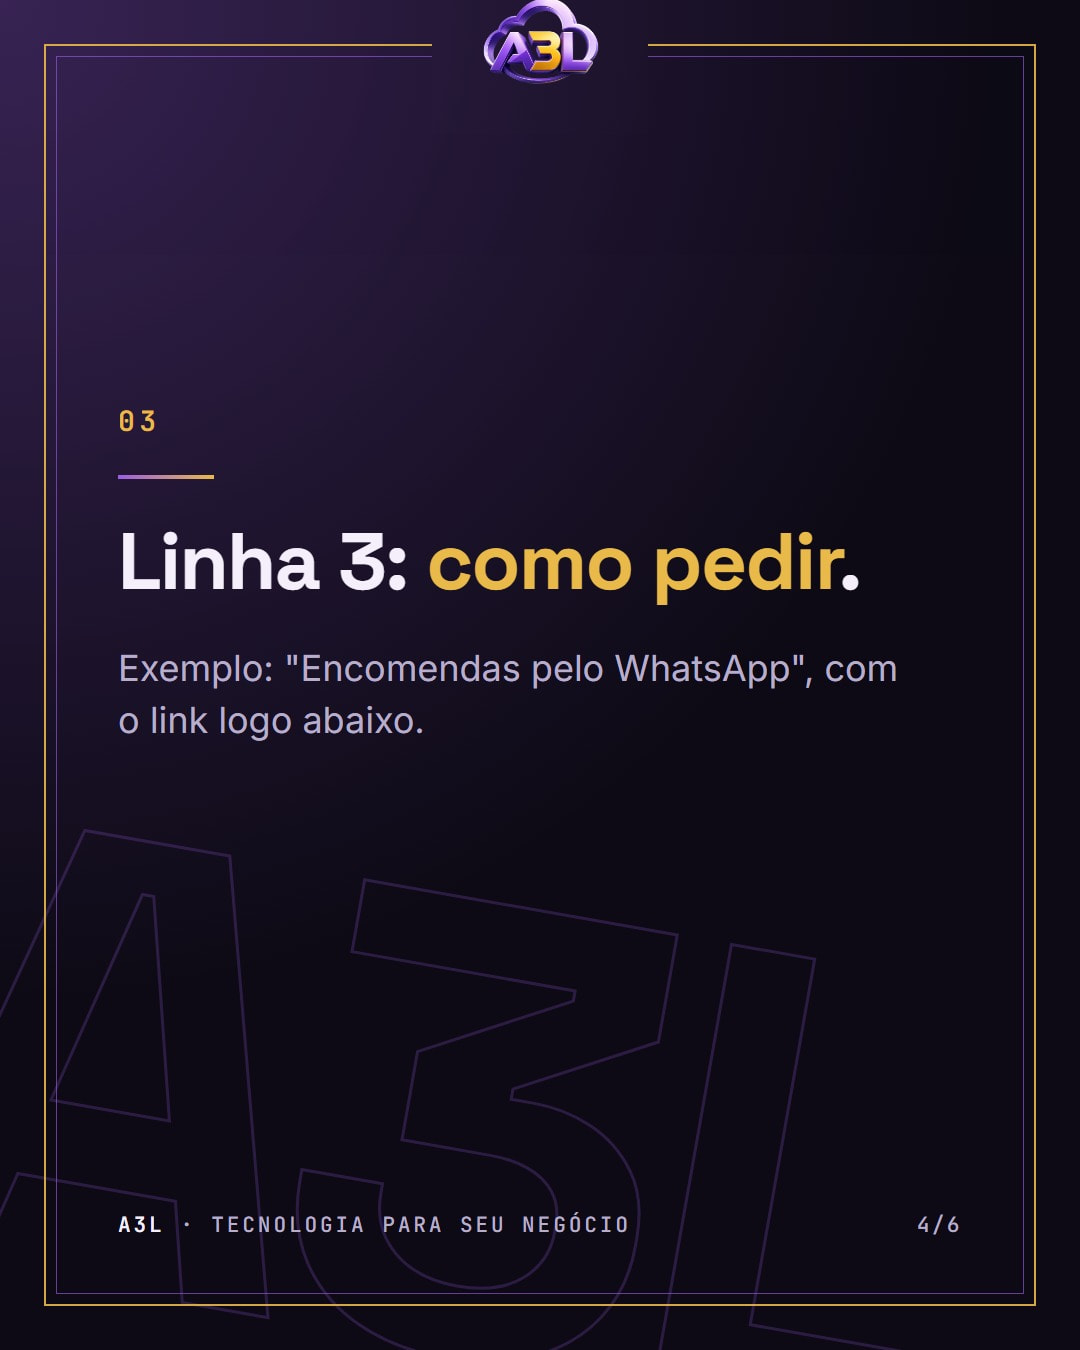 A3L
03
Linha 3: como pedir.
Exemplo: "Encomendas pelo WhatsApp", com
o link logo abaixo.
A3L
A3L · TECNOLOGIA PARA SEU NEGÓCIO 4/6